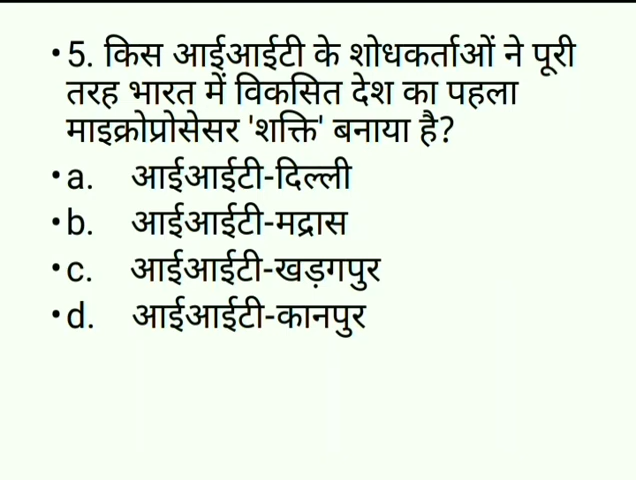 •5. किस आईआईटी के शोधकर्ताओं ने पूरी
तरह भारत में विकसित देश का पहला
माइक्रोप्रोसेसर 'शक्ति' बनाया है?
•a. आईआईटी-दिल्ली
•b. आईआईटी-मद्रास
•c. आईआईटी-खड़गपुर
•d. आईआईटी-कानपुर